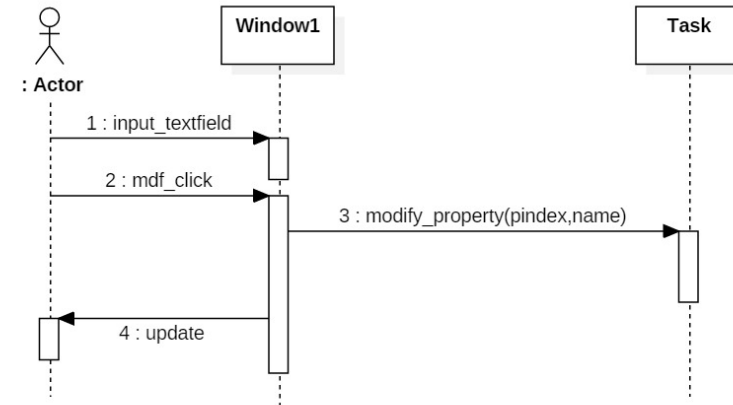 Window1
Task
: Actor
1 : input_textfield
2 : mdf_click
3 : modify_property(pindex,name)
4 : update